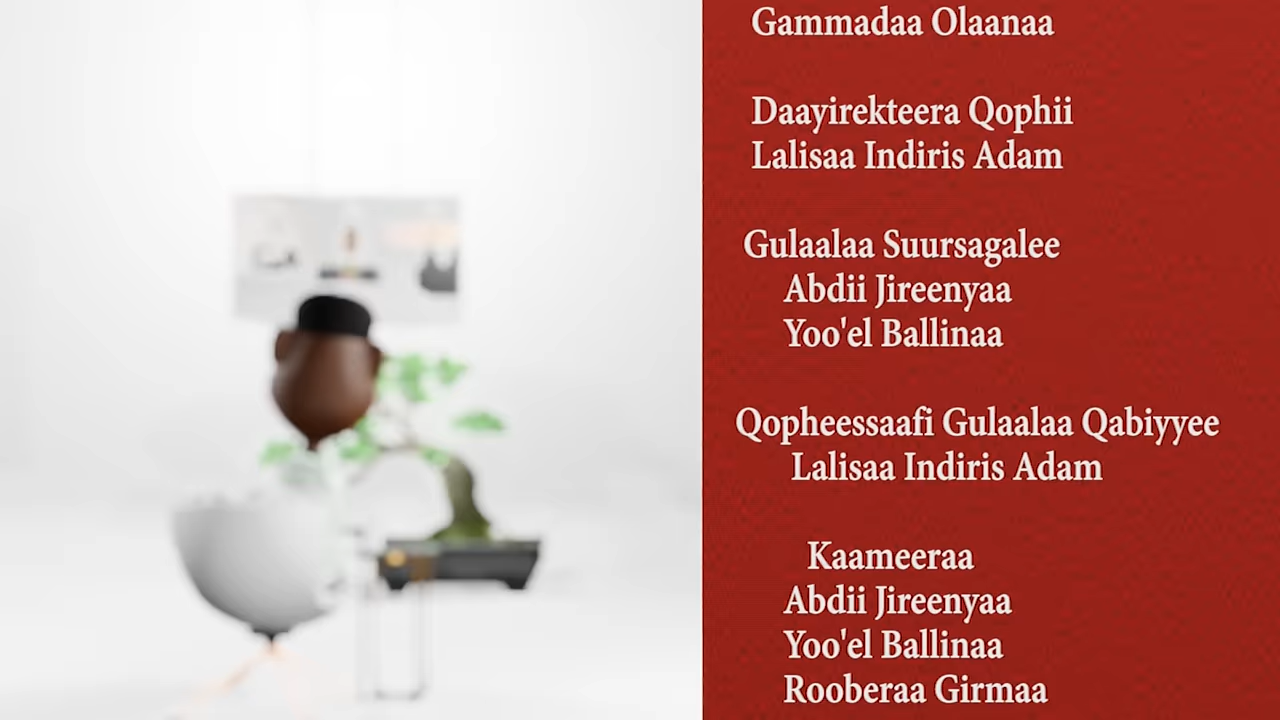 Gammadaa Olaanaa
Daayirekteera Qophii
Lalisaa Indiris Adam
Gulaalaa Suursagalee
Abdii Jireenyaa
Yoo'el Ballinaa
Qopheessaafi Gulaalaa Qabiyyee
Lalisaa Indiris Adam
Kaameeraa
Abdii Jireenyaa
Yoo'el Ballinaa
Rooberaa Girmaa